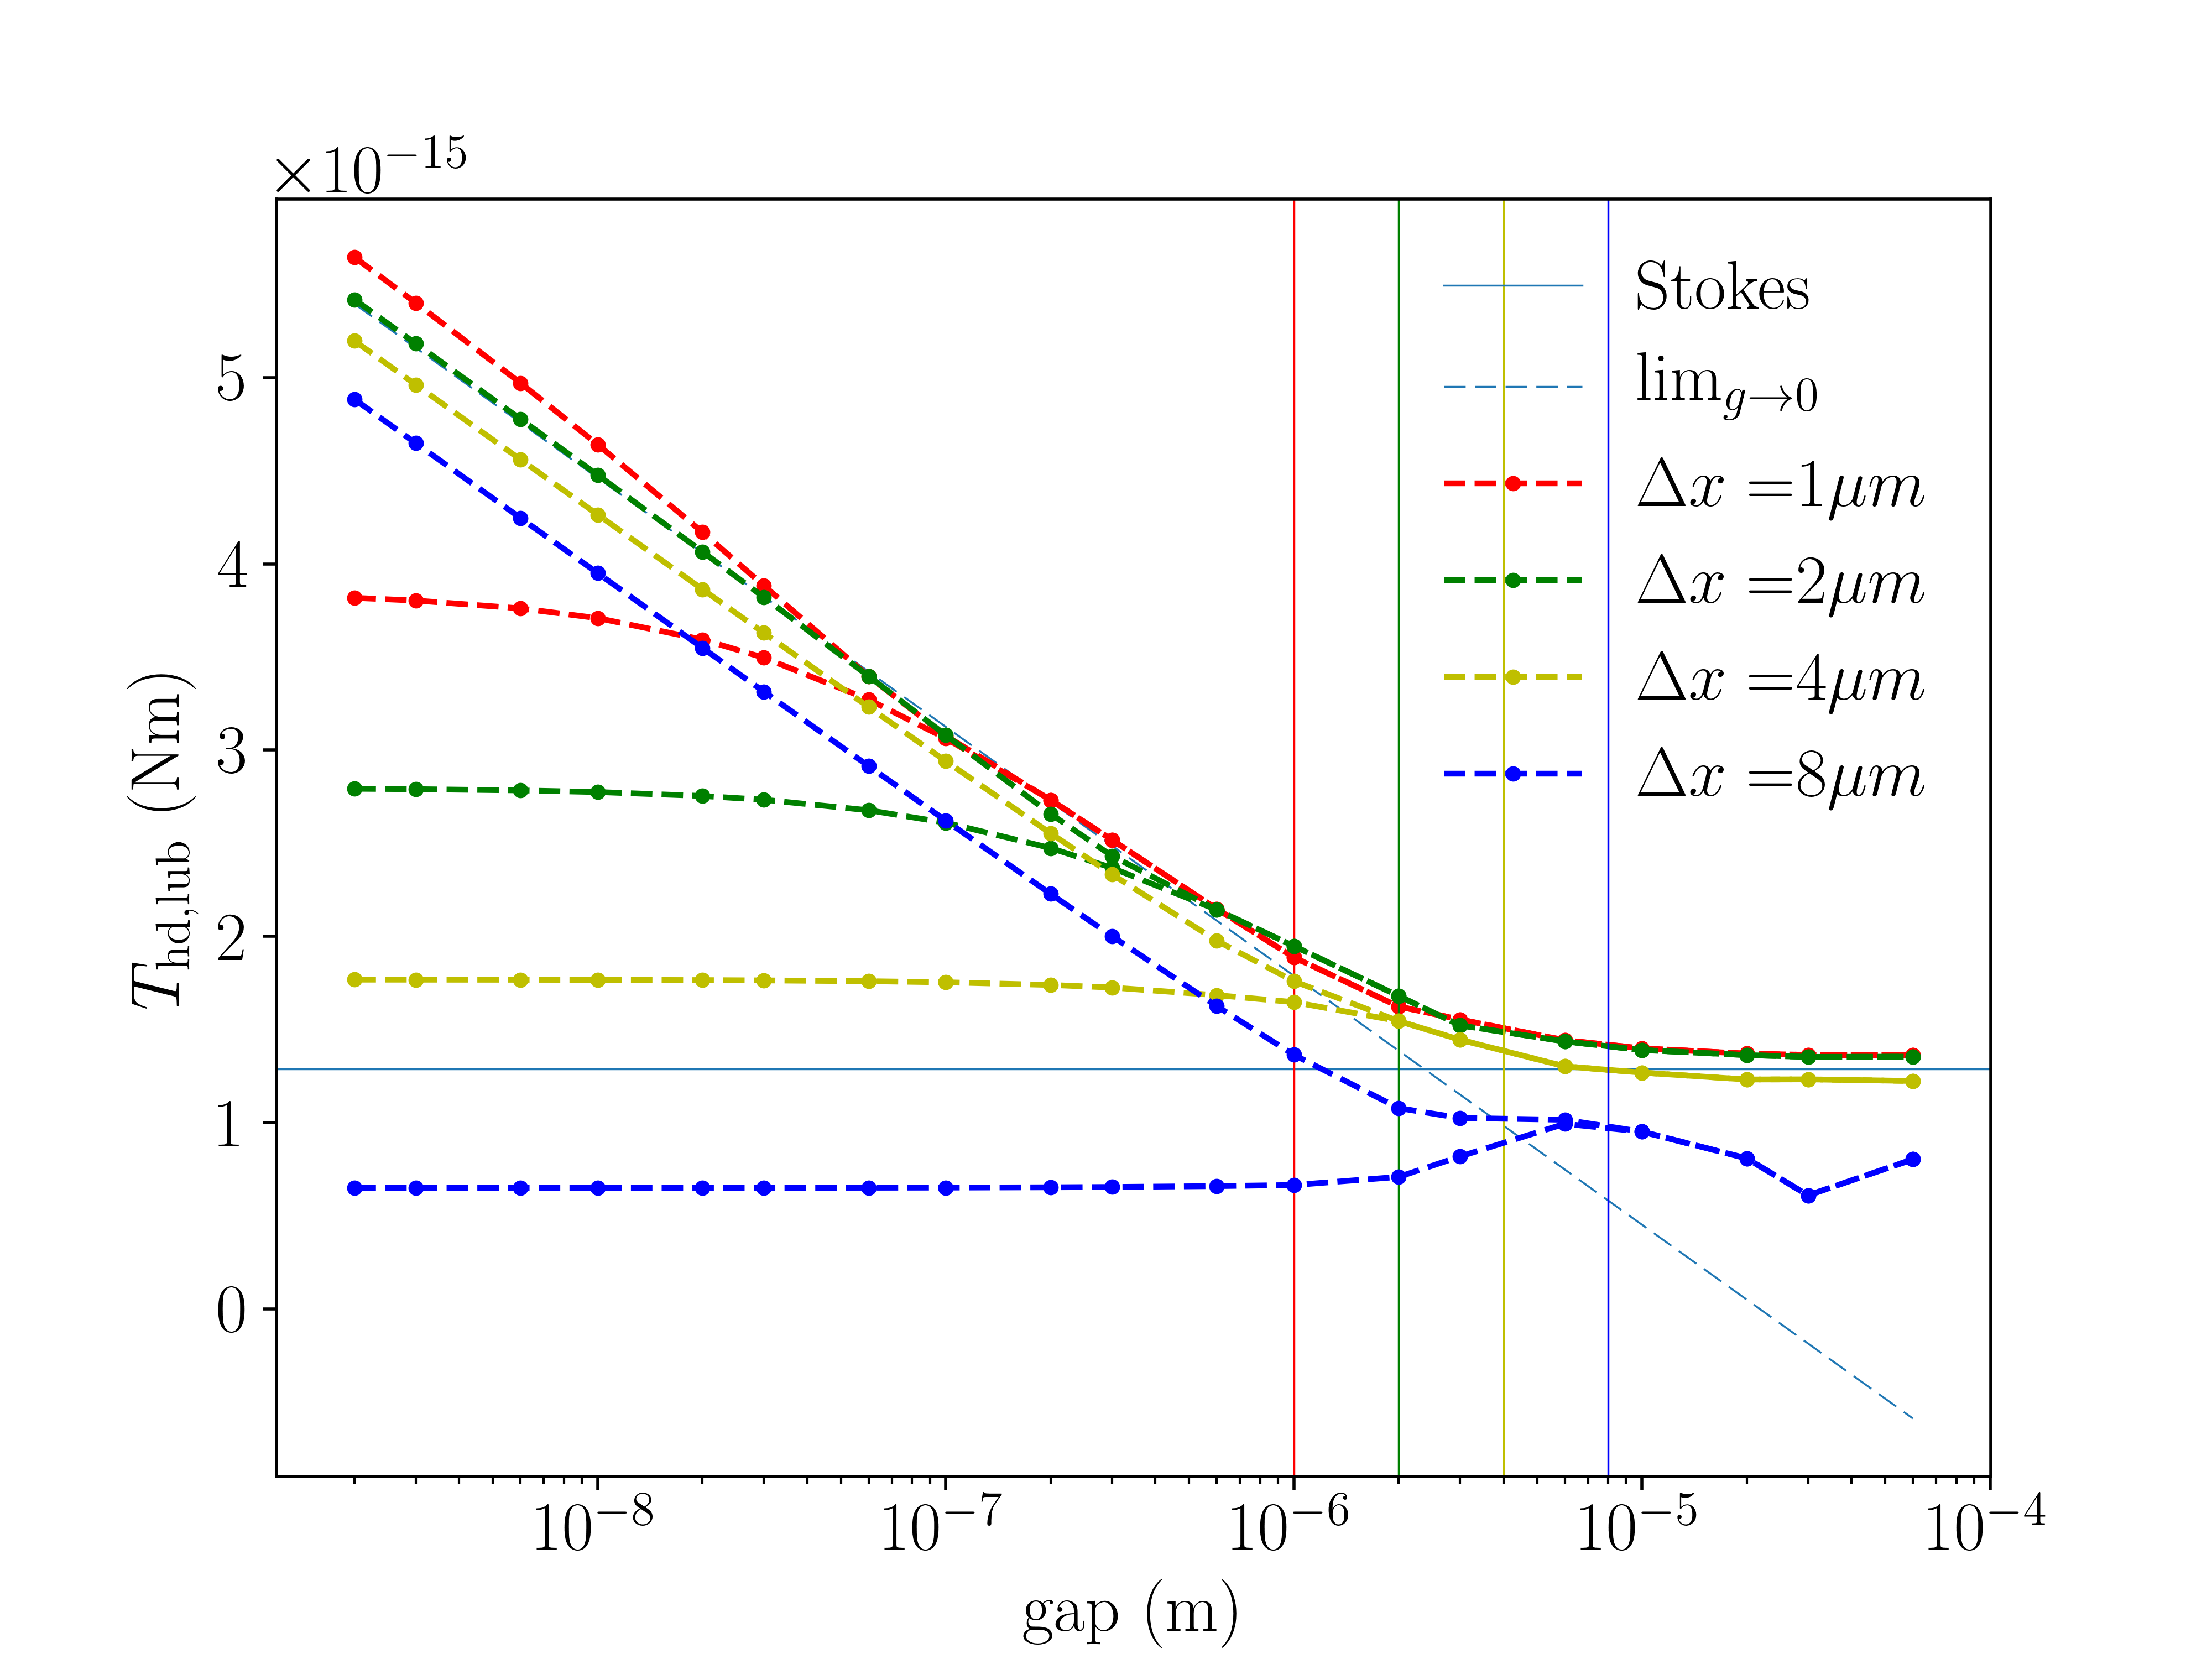 ×10⁻¹⁵
5
4
3
2
1
0
T_hd,lub (Nm)
Stokes
lim_g→0
Δx =1μm
Δx =2μm
Δx =4μm
Δx =8μm
10⁻⁸ 10⁻⁷ 10⁻⁶ 10⁻⁵ 10⁻⁴
gap (m)